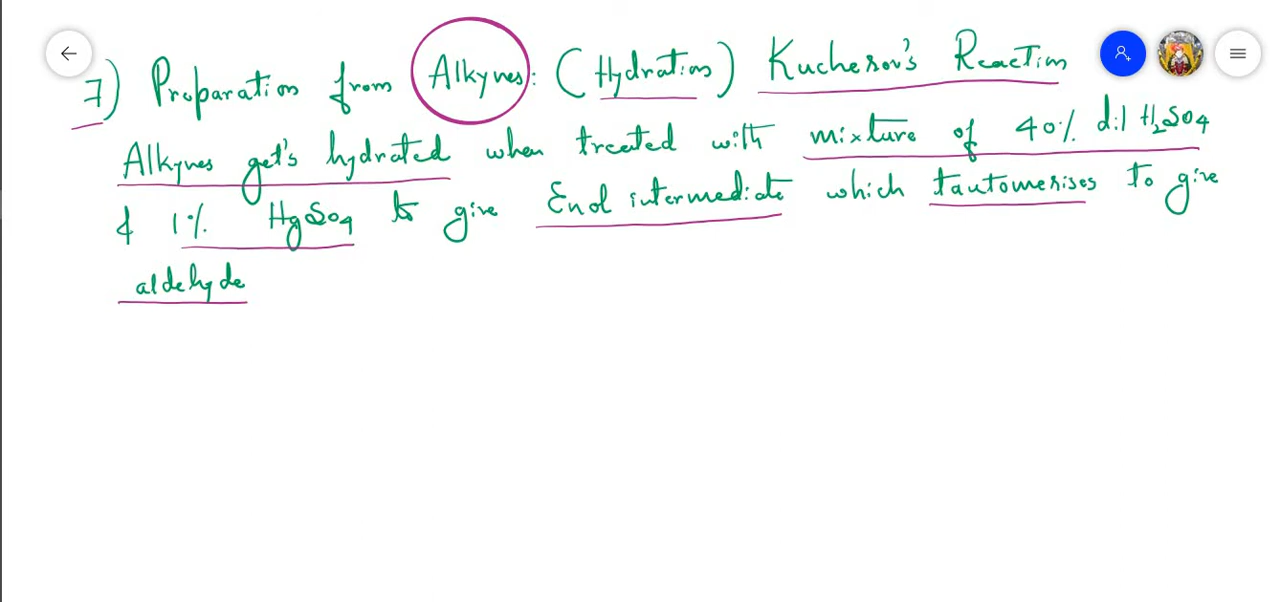 7) Preparation from Alkynes: (Hydration) Kucherov's Reaction
Alkynes get's hydrated when treated with mixture of 40% dil H₂SO₄
& 1% HgSO₄ to give Enol intermediate which tautomerises to give
aldehyde